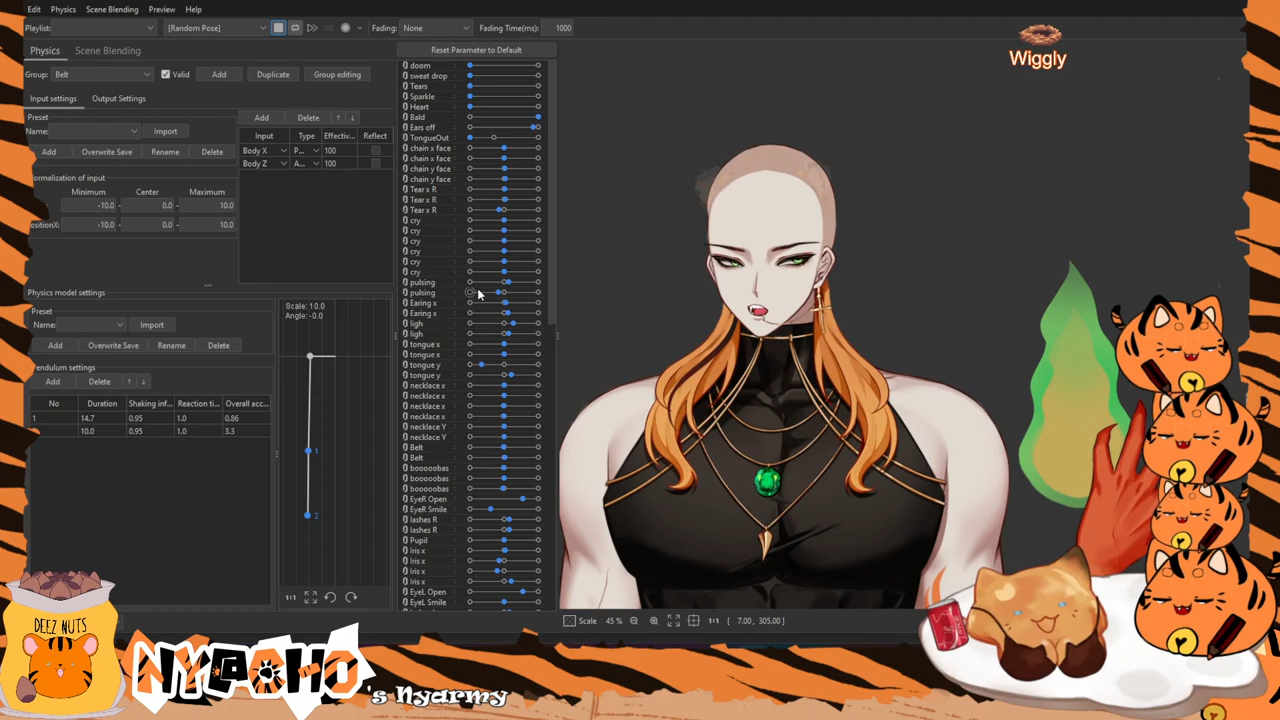 Edit Physics Scene Blending Preview Help
Playlist: [Random Pose] Fading: None Fading Time(ms): 1000
Physics Scene Blending
Group: Belt Valid Add Duplicate Group editing
Input settings Output Settings
Preset
Name: Import
Add Overwrite Save Rename Delete
Normalization of input
Minimum Center Maximum
-10.0 - 0.0 - 10.0
-10.0 - 0.0 - 10.0
Add Delete ↑ ↓
Input Type Effectiv... Reflect
Body X P... 100
Body Z A... 100
Physics model settings
Preset
Name: Import
Add Overwrite Save Rename Delete
Pendulum settings
Add Delete ↑ ↓
No Duration Shaking inf... Reaction ti... Overall acc...
1 14.7 0.95 1.0 0.86
10.0 0.95 1.0 3.3
Scale: 10.0
Angle: -0.0
1
2
1:1
Reset Parameter to Default
doom
sweat drop
Tears
Sparkle
Heart
Bald
Ears off
TongueOut
chain x face
chain x face
chain y face
chain y face
Tear x R
Tear x R
Tear x R
cry
cry
cry
cry
cry
cry
pulsing
pulsing
Earing x
Earing x
ligh
ligh
tongue x
tongue x
tongue y
tongue y
necklace x
necklace x
necklace x
necklace x
necklace Y
necklace Y
Belt
Belt
boooooobas
boooooobas
boooooobas
EyeR Open
EyeR Smile
lashes R
lashes R
Pupil
Iris x
Iris x
Iris x
Iris x
EyeL Open
EyeL Smile
Scale 45 % 1:1 [ 7.00, 305.00 ]
Wiggly
DEEZ NUTS
NYAOHO
's Nyarmy